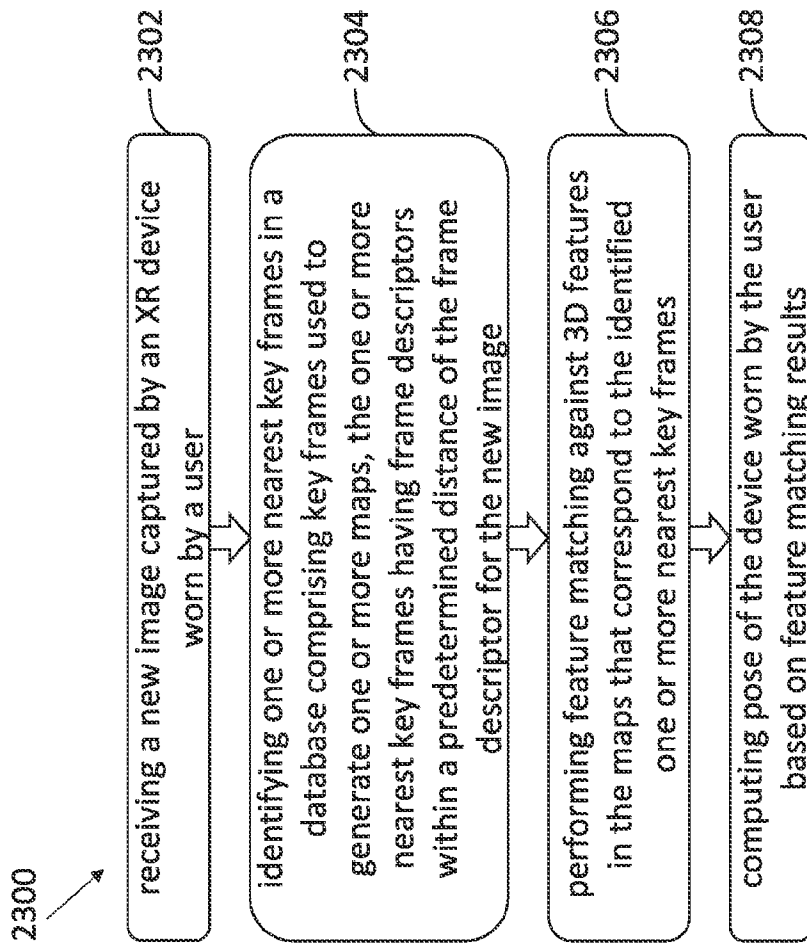 2300
receiving a new image captured by an XR device
worn by a user
2302
identifying one or more nearest key frames in a
database comprising key frames used to
generate one or more maps, the one or more
nearest key frames having frame descriptors
within a predetermined distance of the frame
descriptor for the new image
2304
performing feature matching against 3D features
in the maps that correspond to the identified
one or more nearest key frames
2306
computing pose of the device worn by the user
based on feature matching results
2308